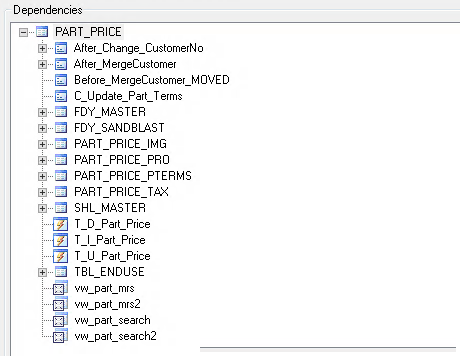 Dependencies
PART_PRICE
After_Change_CustomerNo
After_MergeCustomer
Before_MergeCustomer_MOVED
C_Update_Part_Terms
FDY_MASTER
FDY_SANDBLAST
PART_PRICE_IMG
PART_PRICE_PRO
PART_PRICE_PTERMS
PART_PRICE_TAX
SHL_MASTER
T_D_Part_Price
T_I_Part_Price
T_U_Part_Price
TBL_ENDUSE
vw_part_mrs
vw_part_mrs2
vw_part_search
vw_part_search2